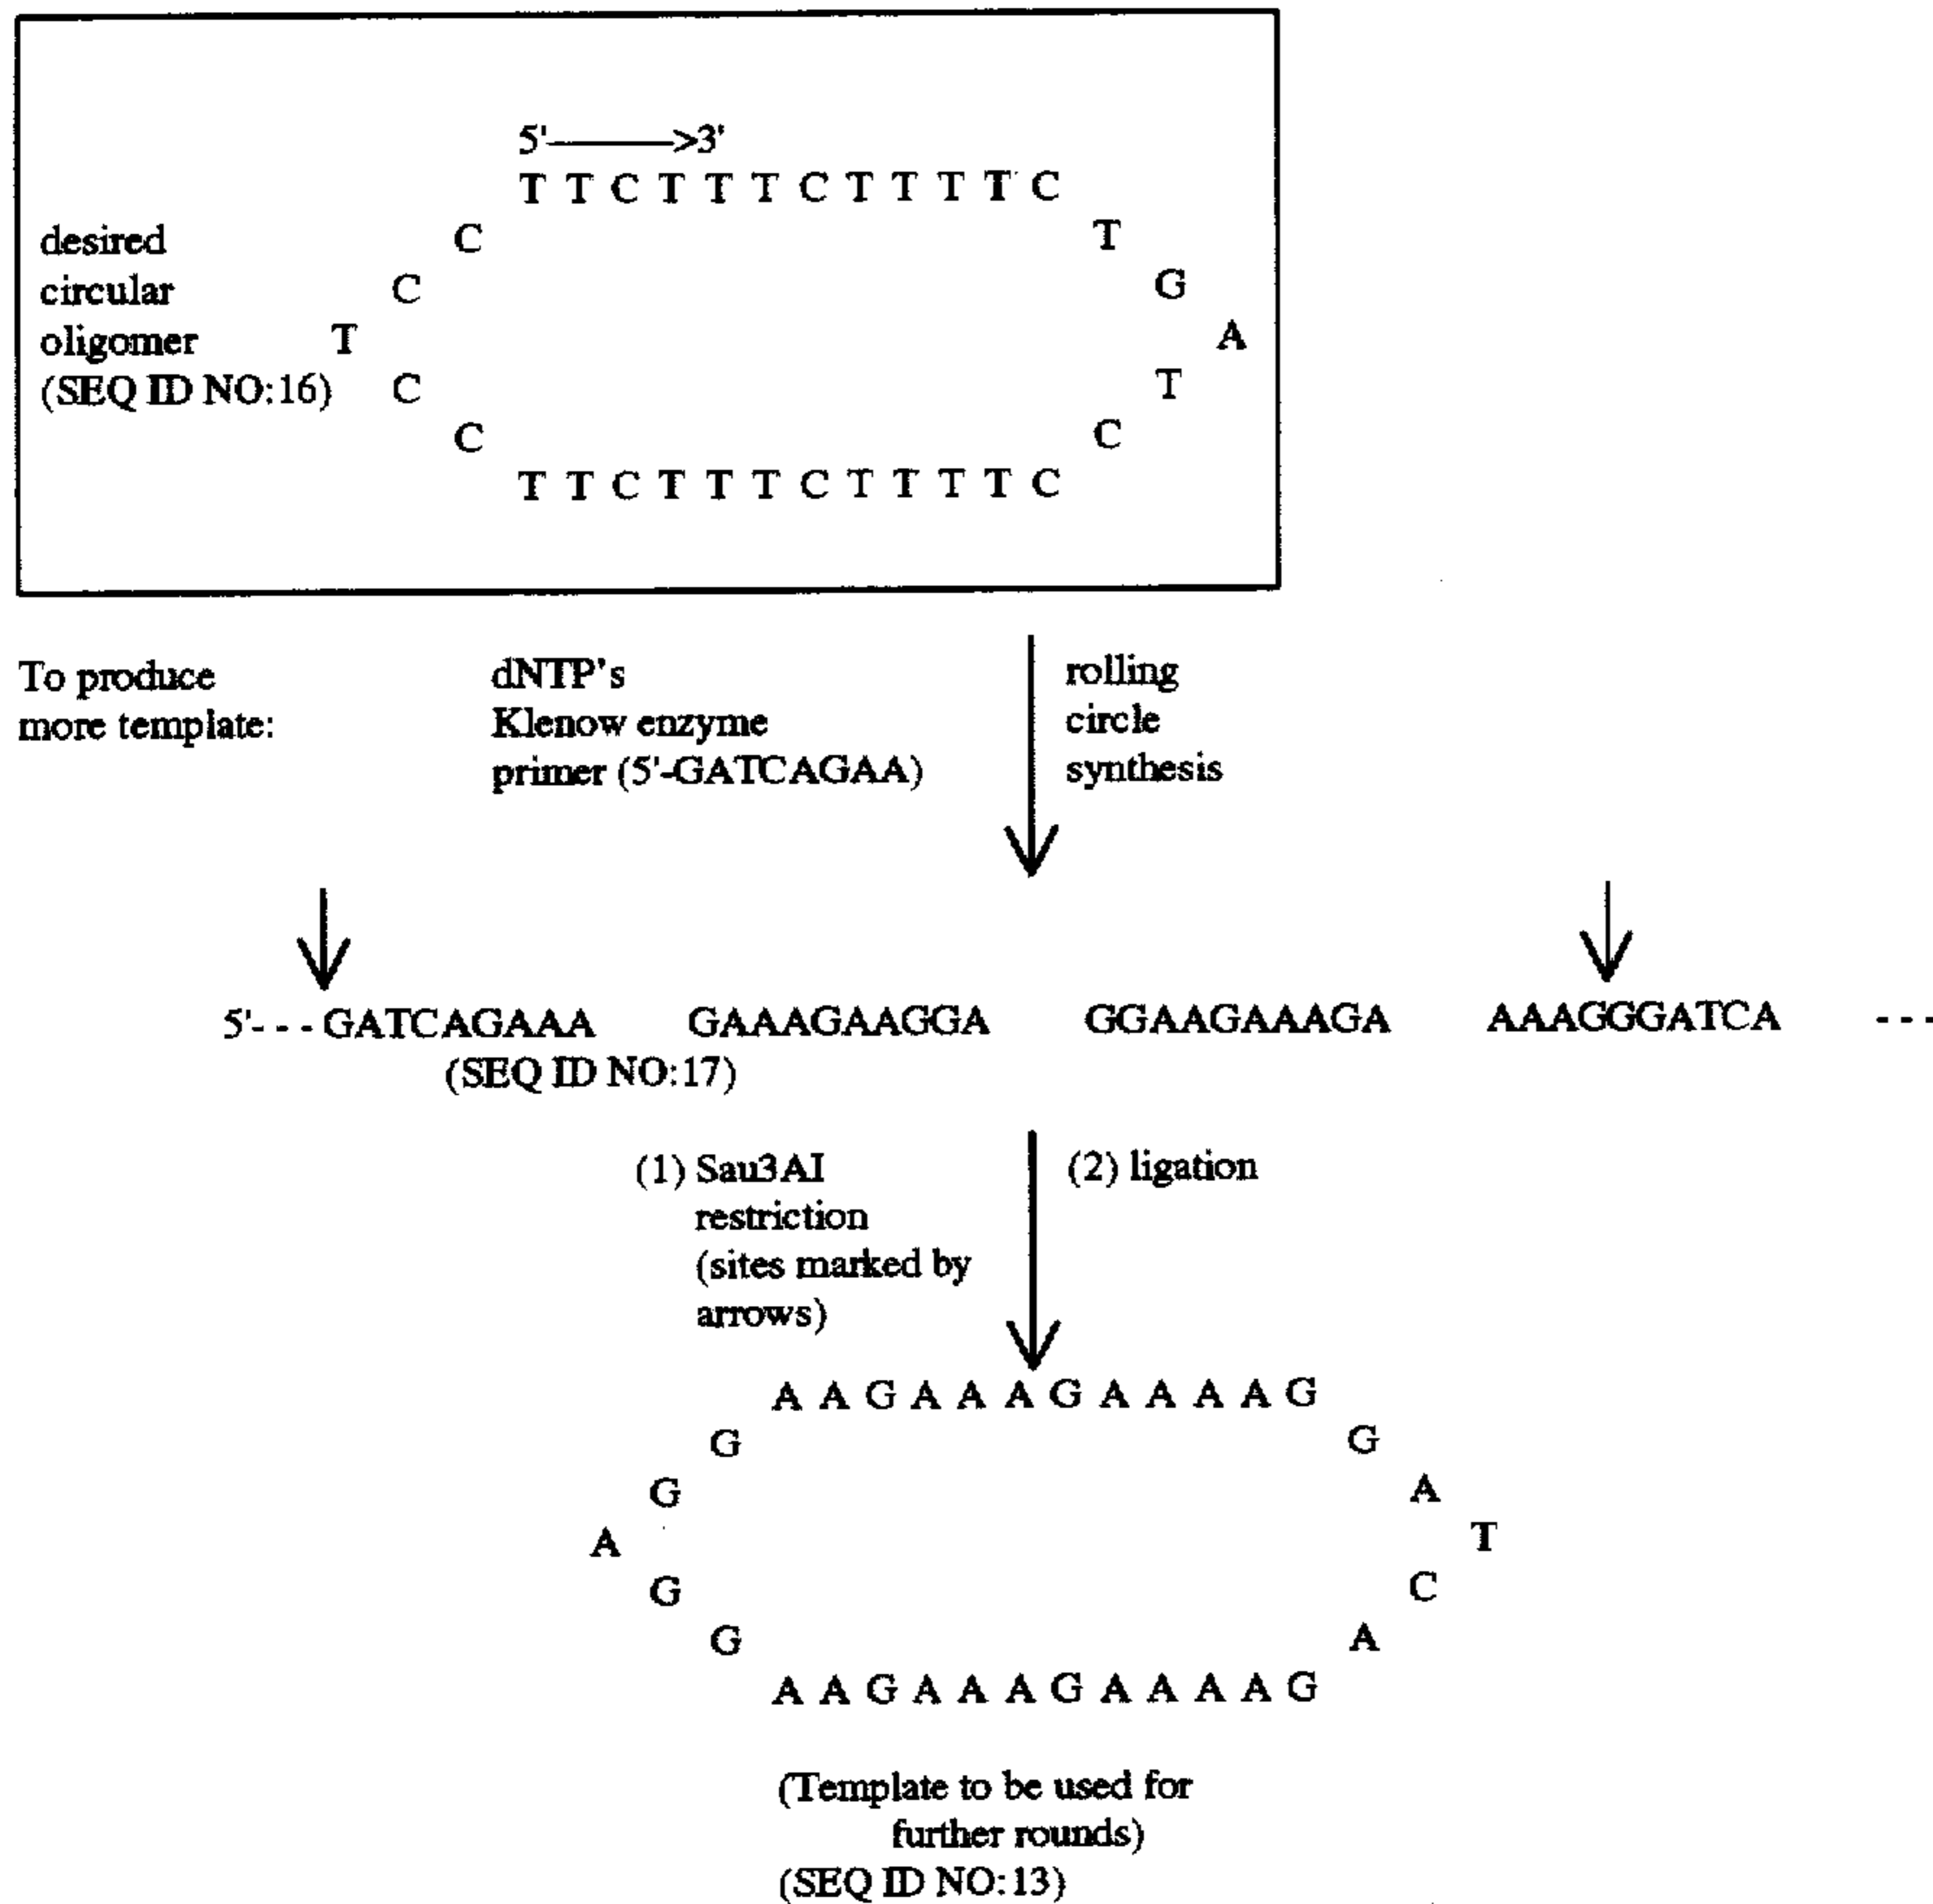 5'———>3'
T T C T T T C T T T T C
desired C T
circular C G
oligomer T A
(SEQ ID NO:16) C T
C C
T T C T T T C T T T T C
To produce dNTP's rolling
more template: Klenow enzyme circle
primer (5'-GATCAGAA) synthesis
5'- - - GATCAGAAA GAAAGAAGGA GGAAGAAAGA AAAGGGATCA - - -
(SEQ ID NO:17)
(1) Sau3AI (2) ligation
restriction
(sites marked by
arrows)
A A G A A A G A A A A G
G G
G A
A T
G C
G A
A A G A A A G A A A A G
(Template to be used for
further rounds)
(SEQ ID NO:13)